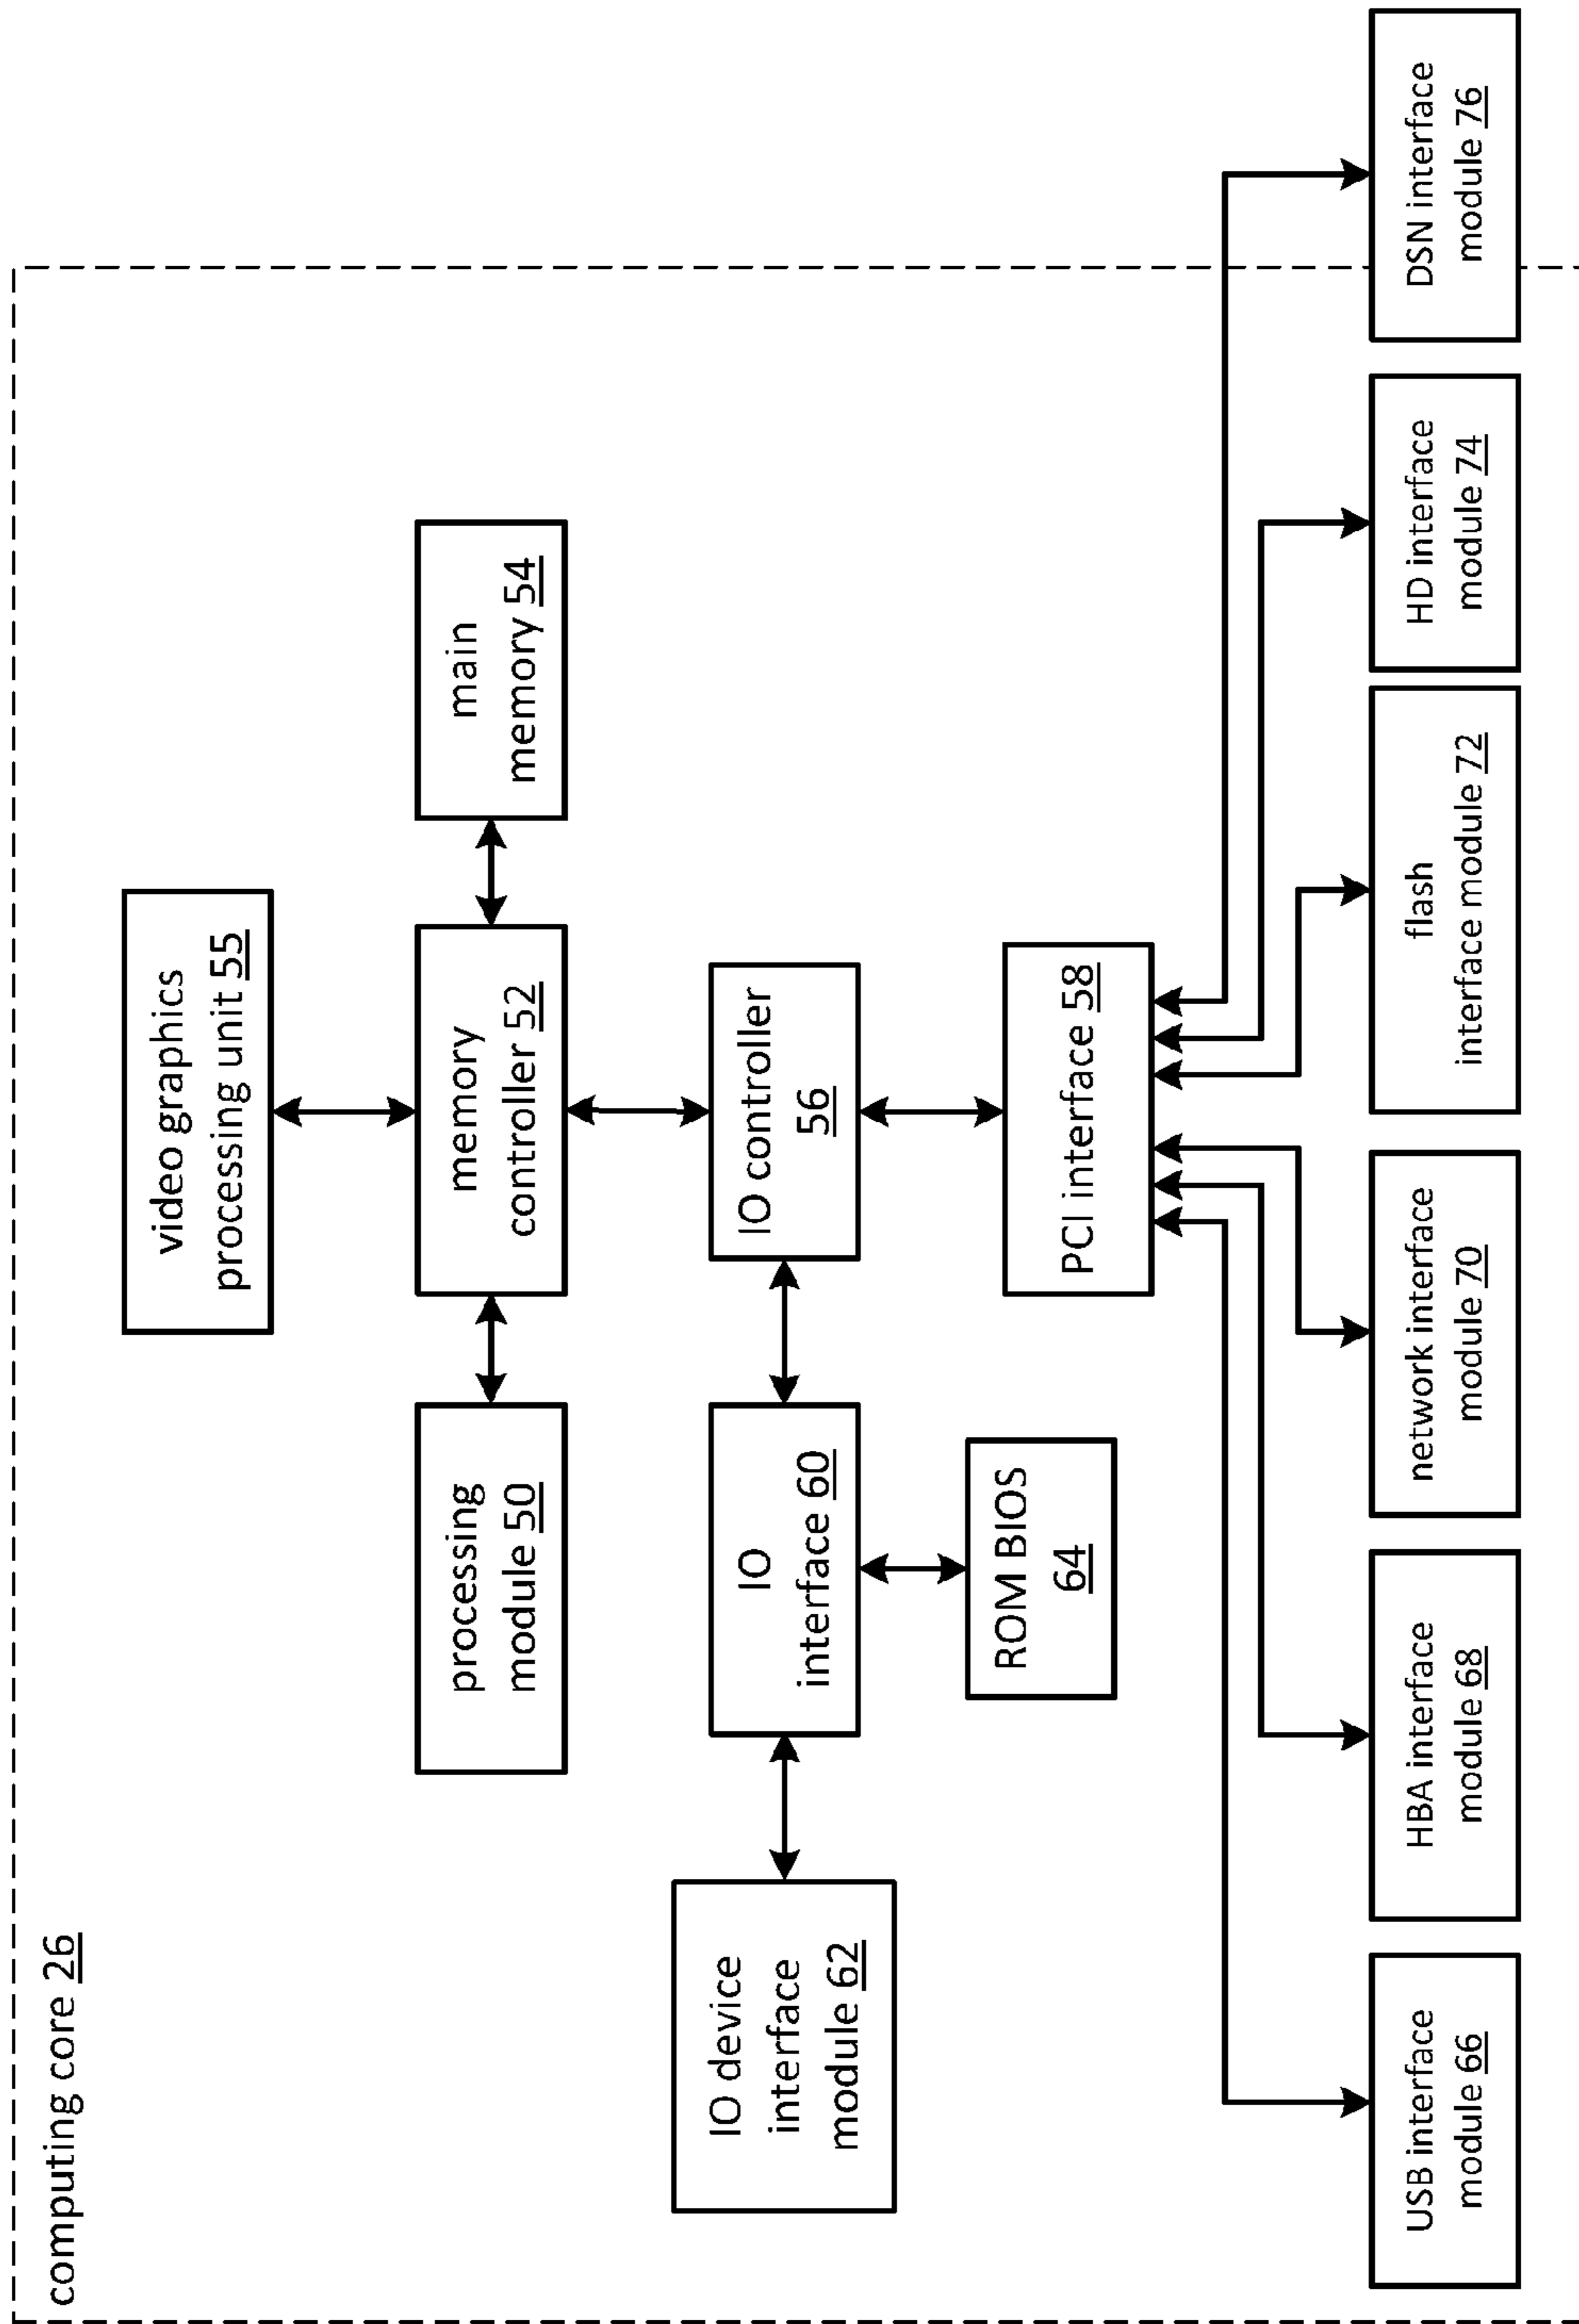 computing core 26
video graphics
processing unit 55
processing
module 50
memory
controller 52
main
memory 54
IO device
interface
module 62
IO
interface 60
IO controller
56
ROM BIOS
64
PCI interface 58
USB interface
module 66
HBA interface
module 68
network interface
module 70
flash
interface module 72
HD interface
module 74
DSN interface
module 76